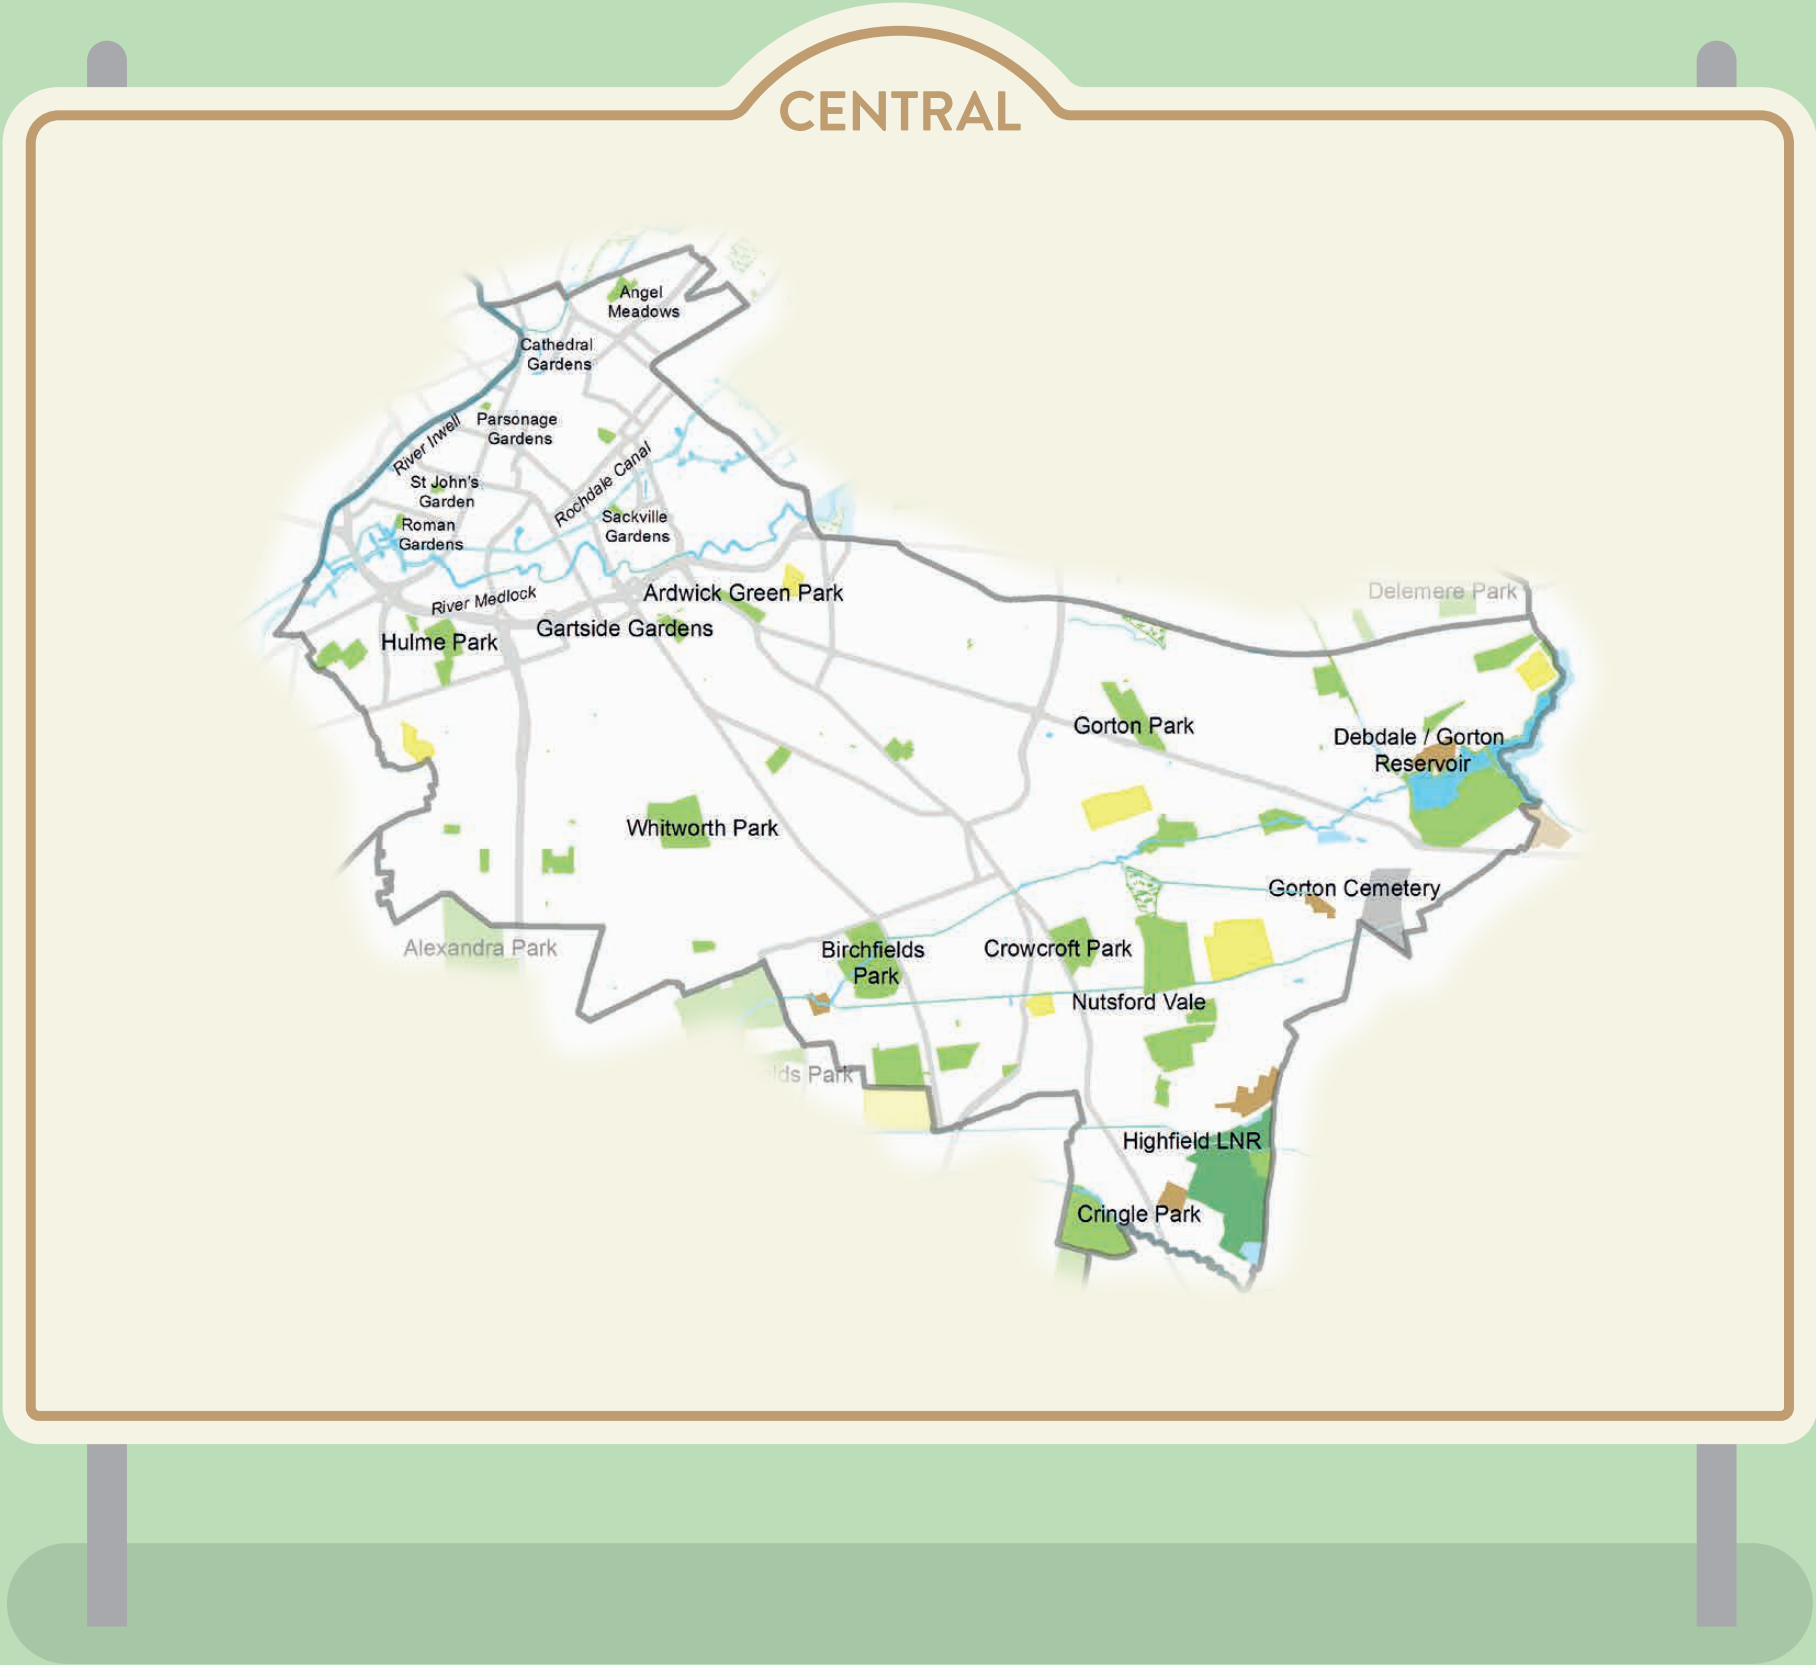 CENTRAL
Angel
Meadows
Cathedral
Gardens
Parsonage
Gardens
River Irwell
St John's
Garden
Rochdale Canal
Roman
Gardens
Sackville
Gardens
River Medlock
Ardwick Green Park
Gartside Gardens
Hulme Park
Delemere Park
Gorton Park
Debdale / Gorton
Reservoir
Whitworth Park
Gorton Cemetery
Alexandra Park
Birchfields
Park
Crowcroft Park
Nutsford Vale
lds Park
Highfield LNR
Cringle Park